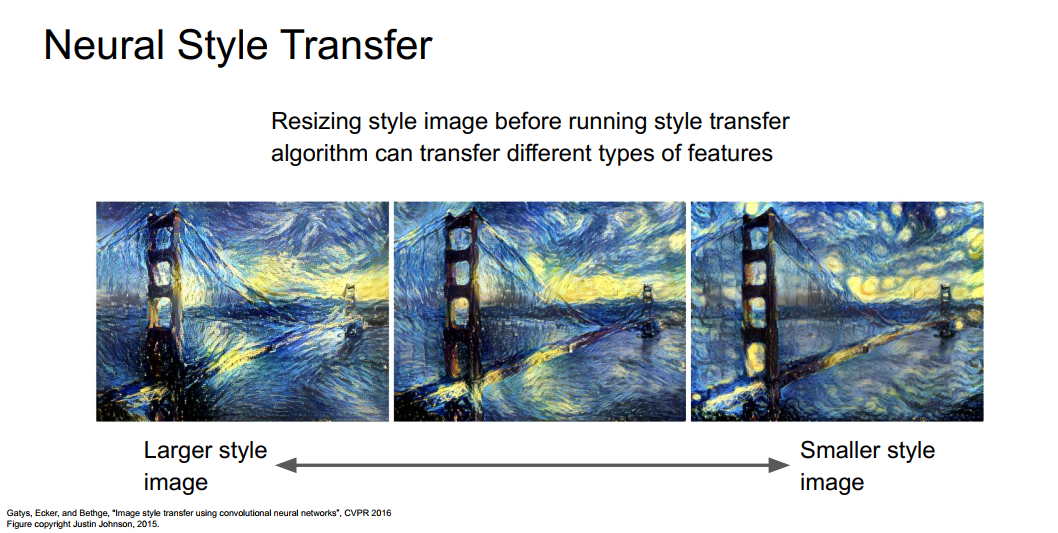 Neural Style Transfer
Resizing style image before running style transfer
algorithm can transfer different types of features
Larger style
image
Smaller style
image
Gatys, Ecker, and Bethge, "Image style transfer using convolutional neural networks", CVPR 2016
Figure copyright Justin Johnson, 2015.